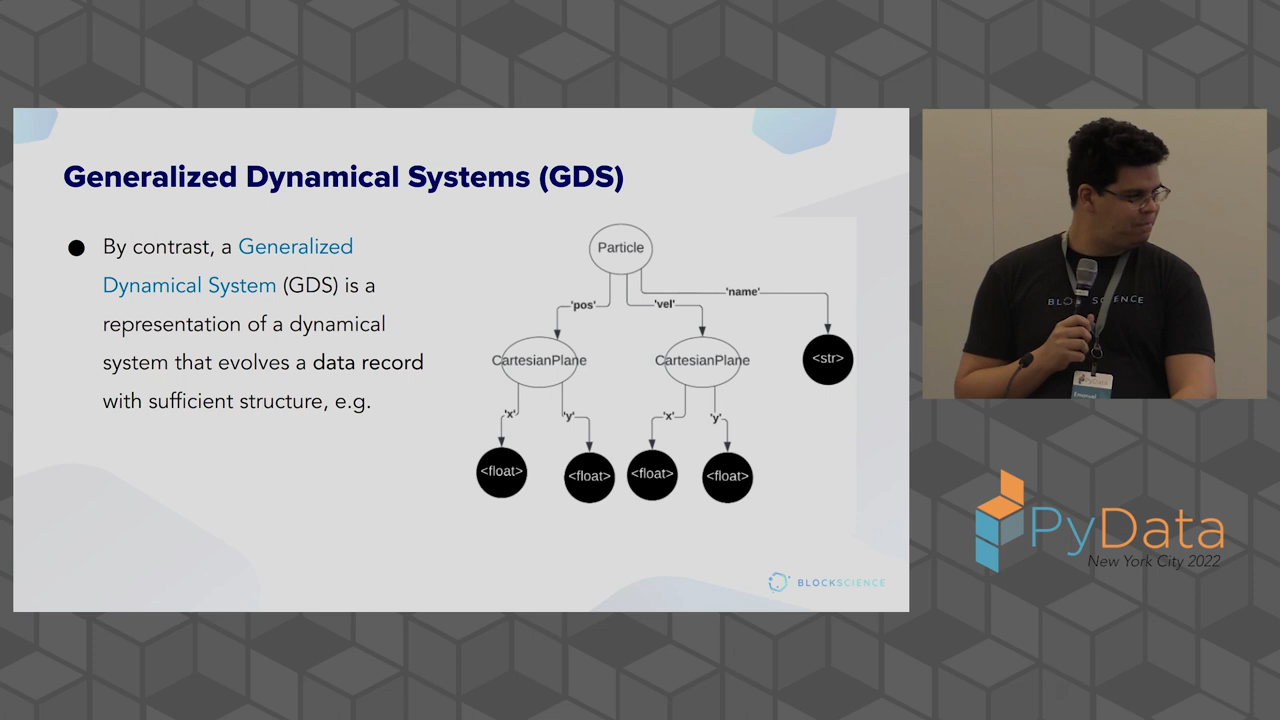 Generalized Dynamical Systems (GDS)
● By contrast, a Generalized
Dynamical System (GDS) is a
representation of a dynamical
system that evolves a data record
with sufficient structure, e.g.
Particle
'pos'
'vel'
'name'
CartesianPlane
CartesianPlane
<str>
'x'
'y'
'x'
'y'
<float>
<float>
<float>
<float>
BLOCKSCIENCE
PyData
PyData
New York City 2022